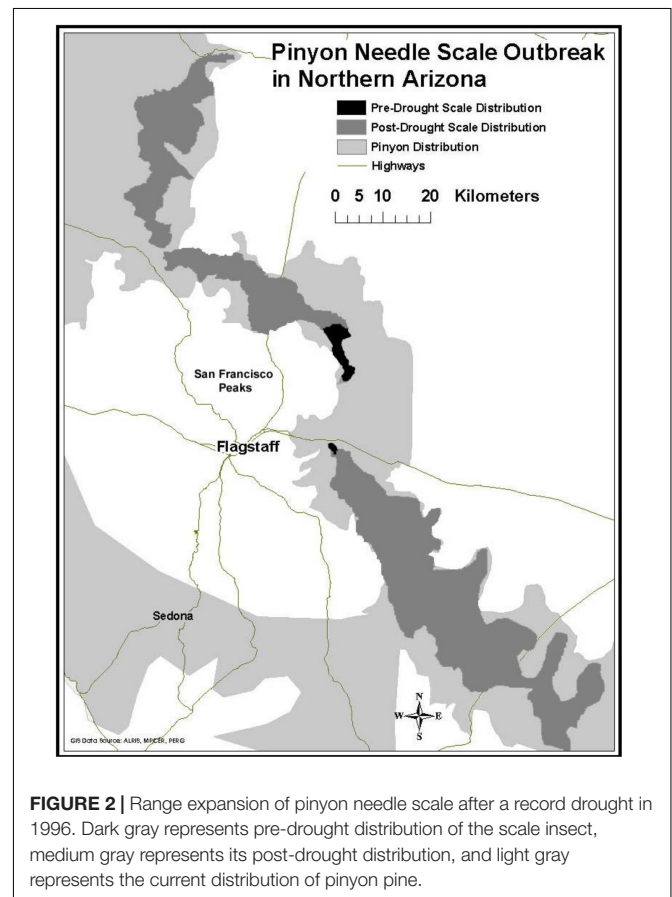 Pinyon Needle Scale Outbreak
in Northern Arizona
Pre-Drought Scale Distribution
Post-Drought Scale Distribution
Pinyon Distribution
Highways
0 5 10 20 Kilometers
San Francisco
Peaks
Flagstaff
Sedona
N
W E
S
GIS Data Source: ALRIS, MPCER, PERG
FIGURE 2 | Range expansion of pinyon needle scale after a record drought in
1996. Dark gray represents pre-drought distribution of the scale insect,
medium gray represents its post-drought distribution, and light gray
represents the current distribution of pinyon pine.